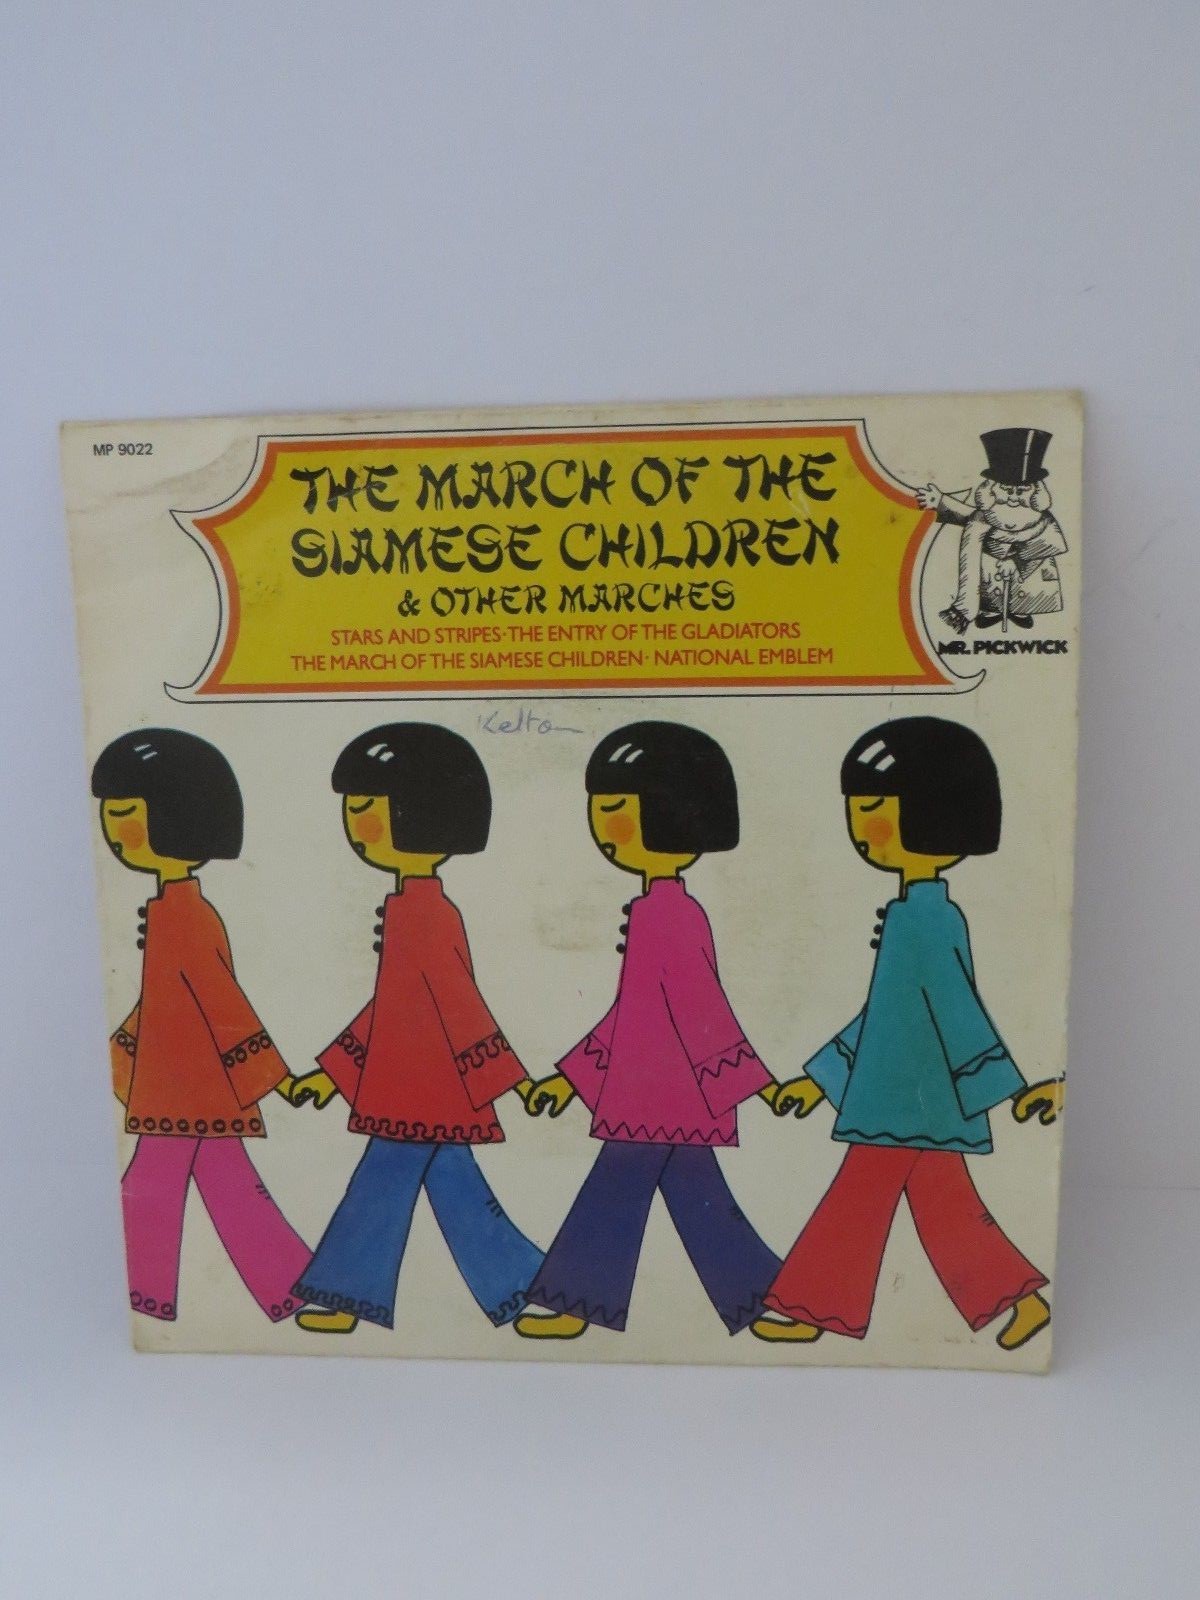 MP 9022
THE MARCH OF THE
SIAMESE CHILDREN
& OTHER MARCHES
STARS AND STRIPES·THE ENTRY OF THE GLADIATORS
THE MARCH OF THE SIAMESE CHILDREN·NATIONAL EMBLEM
MR. PICKWICK
Kelton